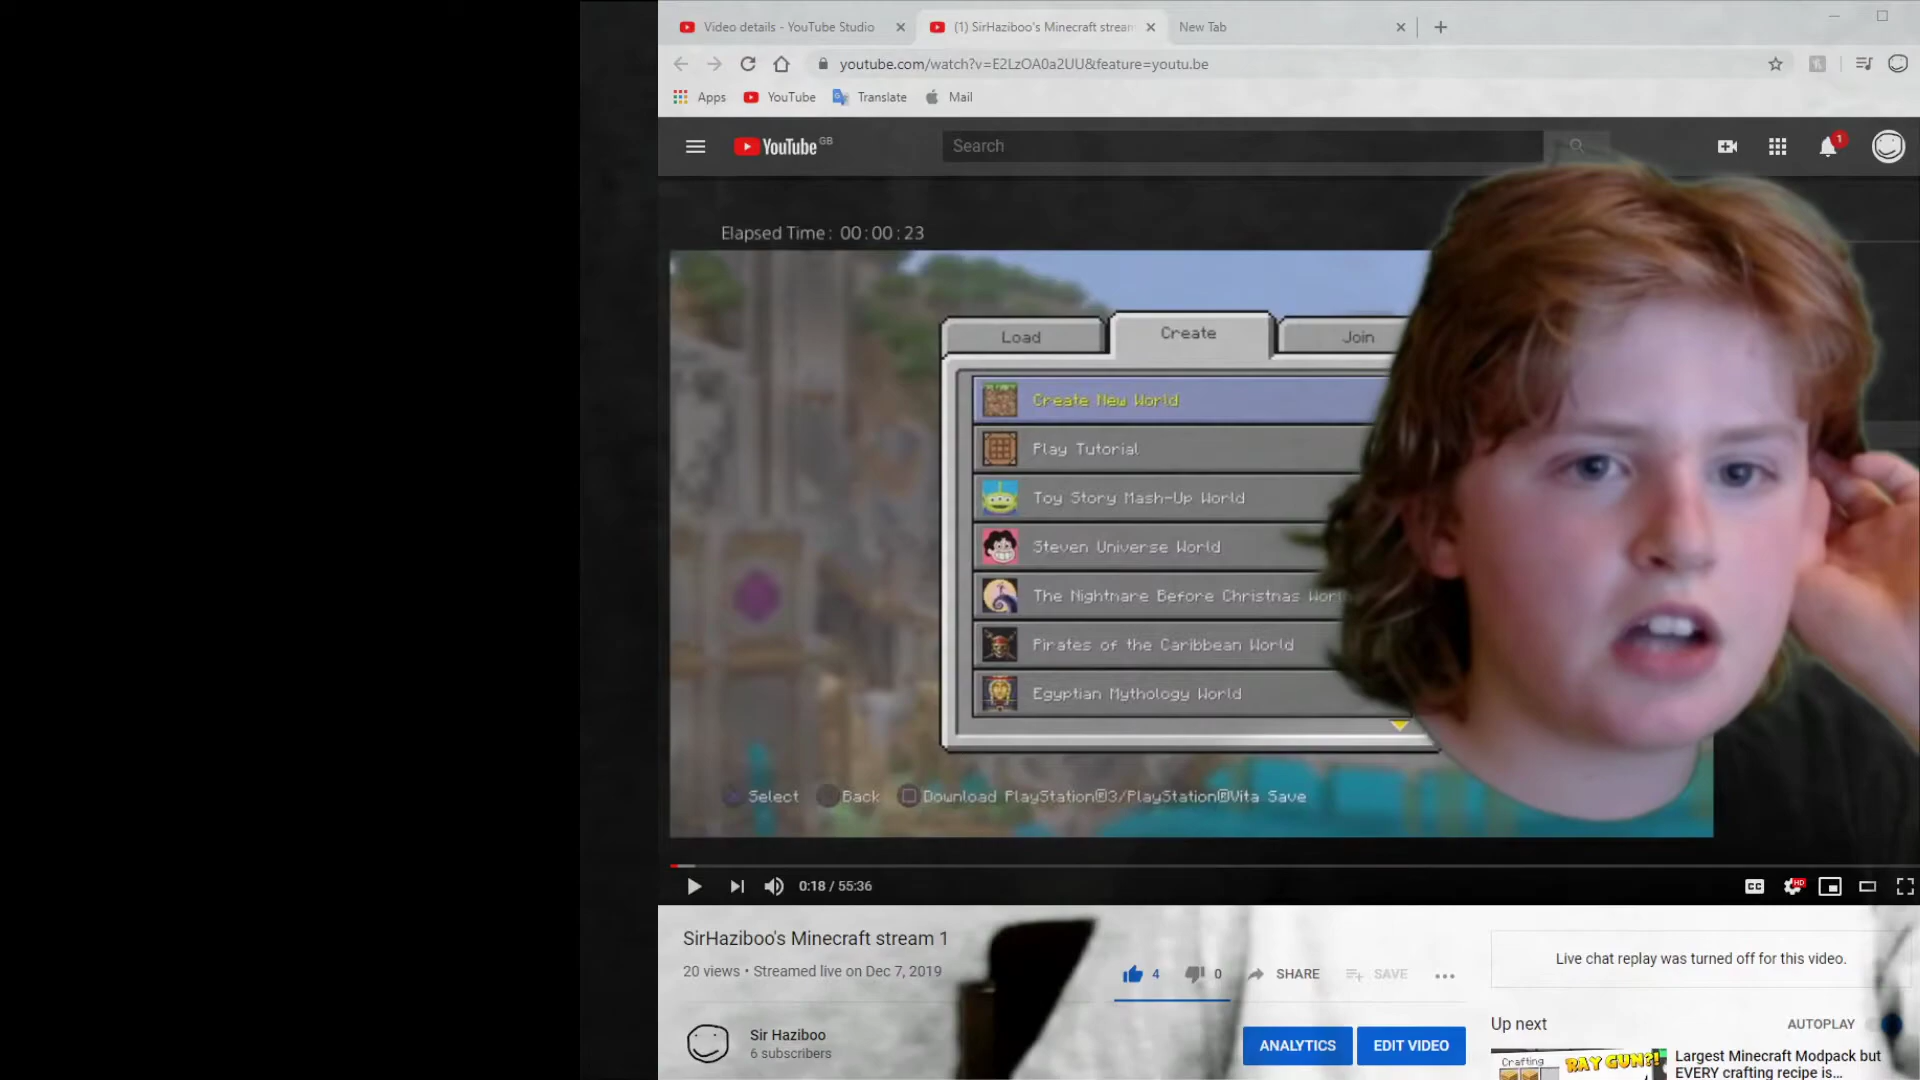 Video details - YouTube Studio
(1) SirHaziboo's Minecraft stream
New Tab
youtube.com/watch?v=E2LzOA0a2UU&feature=youtu.be
Apps
YouTube
Translate
Mail
YouTube GB
Search
1
Elapsed Time: 00:00:23
Load
Create
Join
Create New World
Play Tutorial
Toy Story Mash-Up World
Steven Universe World
The Nightmare Before Christmas Worl
Pirates of the Caribbean World
Egyptian Mythology World
Select
Back
Download PlayStation®3/PlayStation®Vita Save
0:18 / 55:36
CC
HD
SirHaziboo's Minecraft stream 1
20 views • Streamed live on Dec 7, 2019
4
0
SHARE
SAVE
Live chat replay was turned off for this video.
Sir Haziboo
6 subscribers
ANALYTICS
EDIT VIDEO
Up next
AUTOPLAY
Crafting
RAY GUN?!
Largest Minecraft Modpack but
EVERY crafting recipe is...